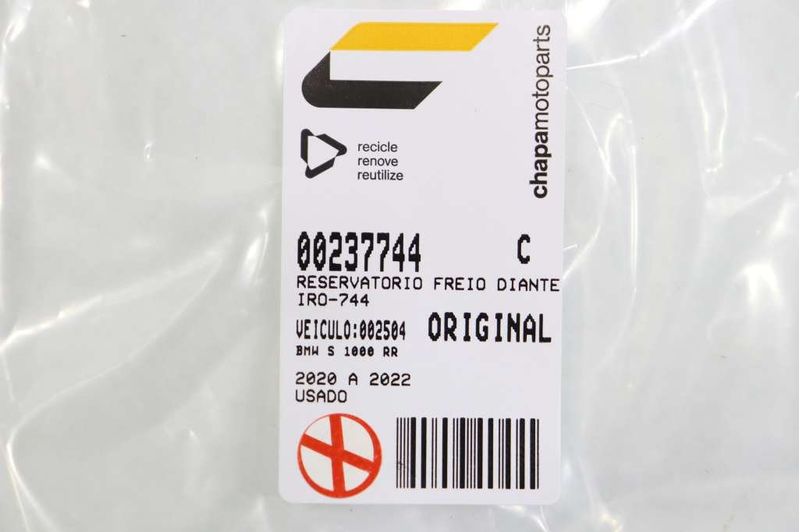 chapamotoparts
recicle
renove
reutilize
00237744 C
RESERVATORIO FREIO DIANTE
IRO-744
VEICULO:002504 ORIGINAL
BMW S 1000 RR
2020 A 2022
USADO